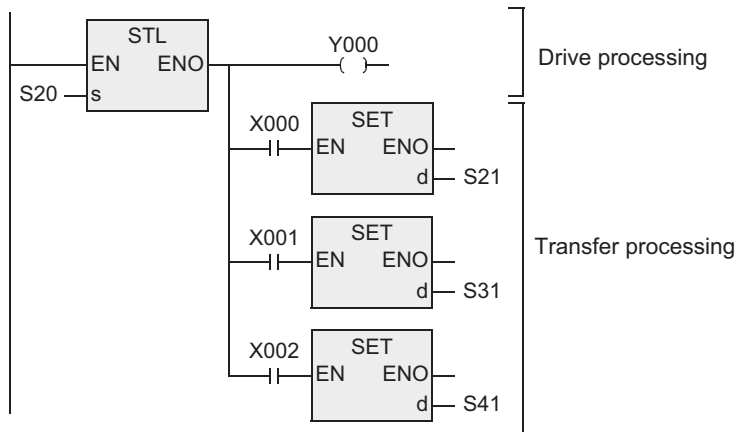 STL
Y000
EN ENO
Drive processing
S20 s
X000 SET
EN ENO
d S21
X001 SET
EN ENO
Transfer processing
d S31
X002 SET
EN ENO
d S41